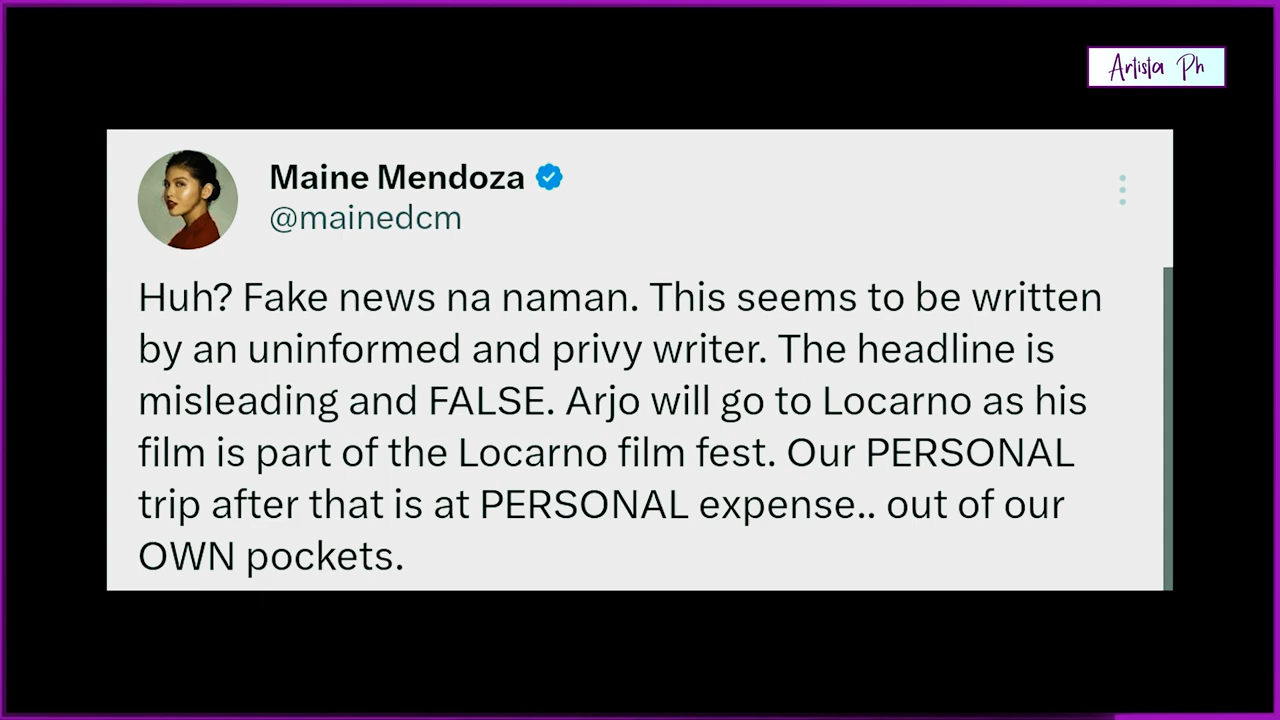 Artista Ph
Maine Mendoza
@mainedcm
Huh? Fake news na naman. This seems to be written
by an uninformed and privy writer. The headline is
misleading and FALSE. Arjo will go to Locarno as his
film is part of the Locarno film fest. Our PERSONAL
trip after that is at PERSONAL expense.. out of our
OWN pockets.